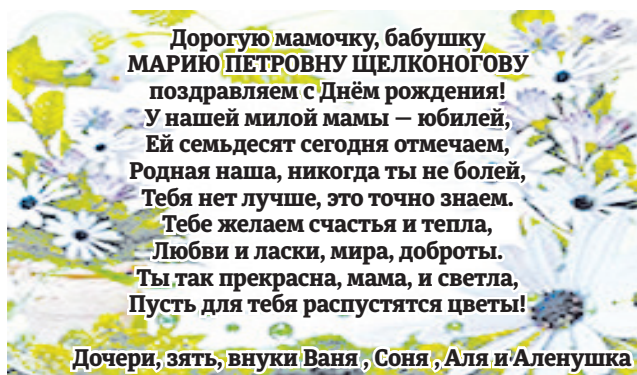 Дорогую мамочку, бабушку
МАРИЮ ПЕТРОВНУ ЩЕЛКОНОГОВУ
поздравляем с Днём рождения!
У нашей милой мамы — юбилей,
Ей семьдесят сегодня отмечаем,
Родная наша, никогда ты не болей,
Тебя нет лучше, это точно знаем.
Тебе желаем счастья и тепла,
Любви и ласки, мира, доброты.
Ты так прекрасна, мама, и светла,
Пусть для тебя распустятся цветы!
Дочери, зять, внуки Ваня , Соня , Аля и Аленушка